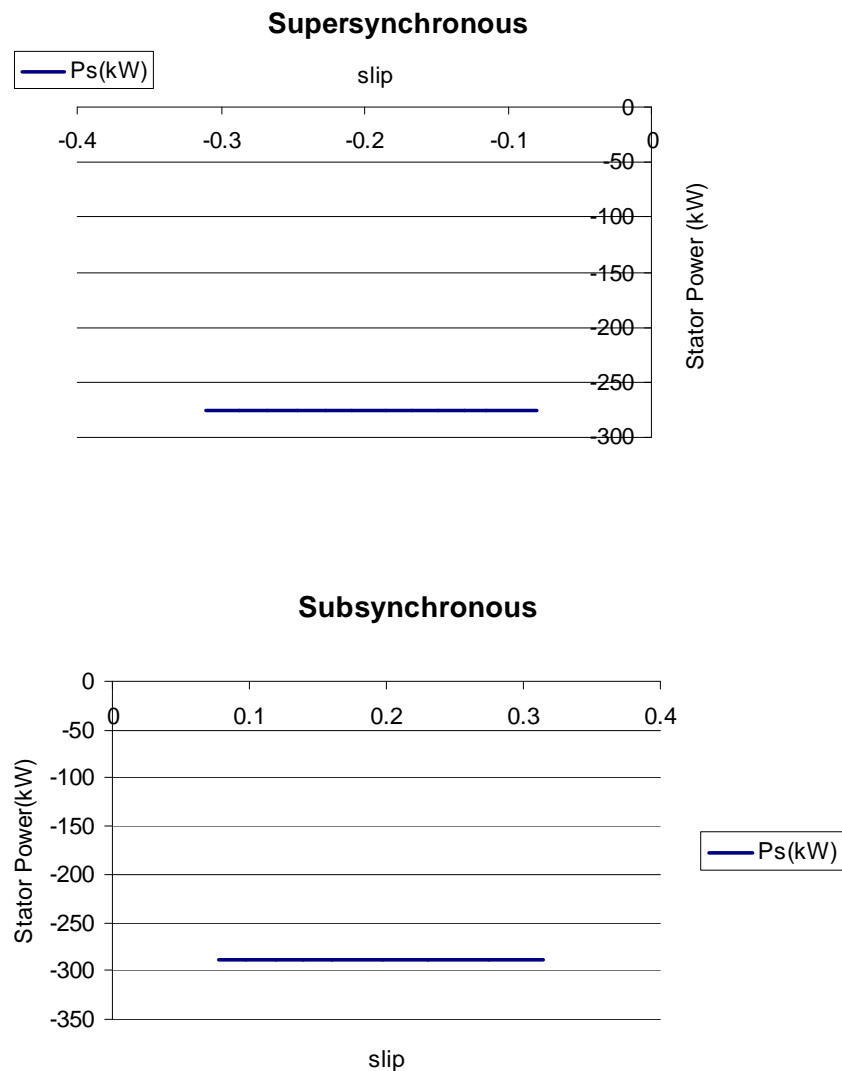 Supersynchronous
Ps(kW)
slip
-0.4 -0.3 -0.2 -0.1 0
0
-50
-100
-150
-200
-250
-300
Stator Power (kW)
Subsynchronous
0
-50
-100
-150
-200
-250
-300
-350
0 0.1 0.2 0.3 0.4
Stator Power(kW)
Ps(kW)
slip